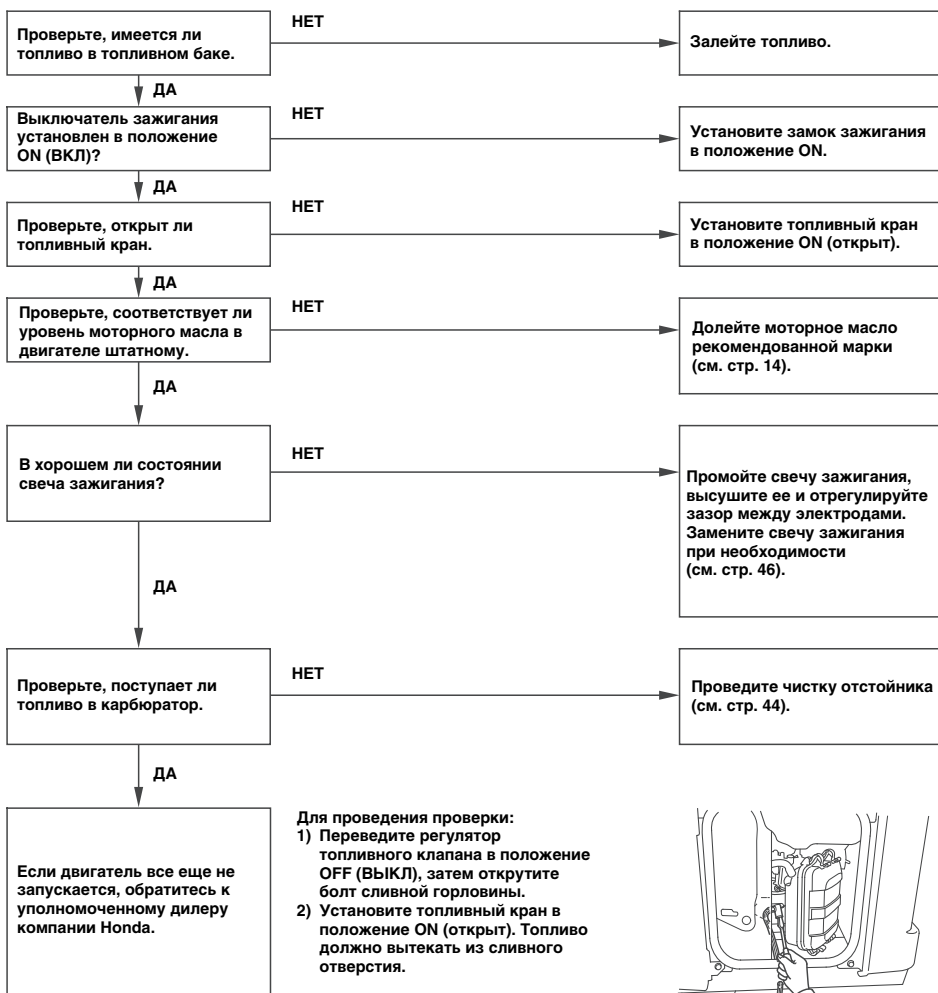 Проверьте, имеется ли
топливо в топливном баке.
НЕТ
Залейте топливо.
ДА
Выключатель зажигания
установлен в положение
ON (ВКЛ)?
НЕТ
Установите замок зажигания
в положение ON.
ДА
Проверьте, открыт ли
топливный кран.
НЕТ
Установите топливный кран
в положение ON (открыт).
ДА
Проверьте, соответствует ли
уровень моторного масла в
двигателе штатному.
НЕТ
Долейте моторное масло
рекомендованной марки
(см. стр. 14).
ДА
В хорошем ли состоянии
свеча зажигания?
НЕТ
Промойте свечу зажигания,
высушите ее и отрегулируйте
зазор между электродами.
Замените свечу зажигания
при необходимости
(см. стр. 46).
ДА
Проверьте, поступает ли
топливо в карбюратор.
НЕТ
Проведите чистку отстойника
(см. стр. 44).
ДА
Если двигатель все еще не
запускается, обратитесь к
уполномоченному дилеру
компании Honda.
Для проведения проверки:
1) Переведите регулятор
топливного клапана в положение
OFF (ВЫКЛ), затем открутите
болт сливной горловины.
2) Установите топливный кран в
положение ON (открыт). Топливо
должно вытекать из сливного
отверстия.